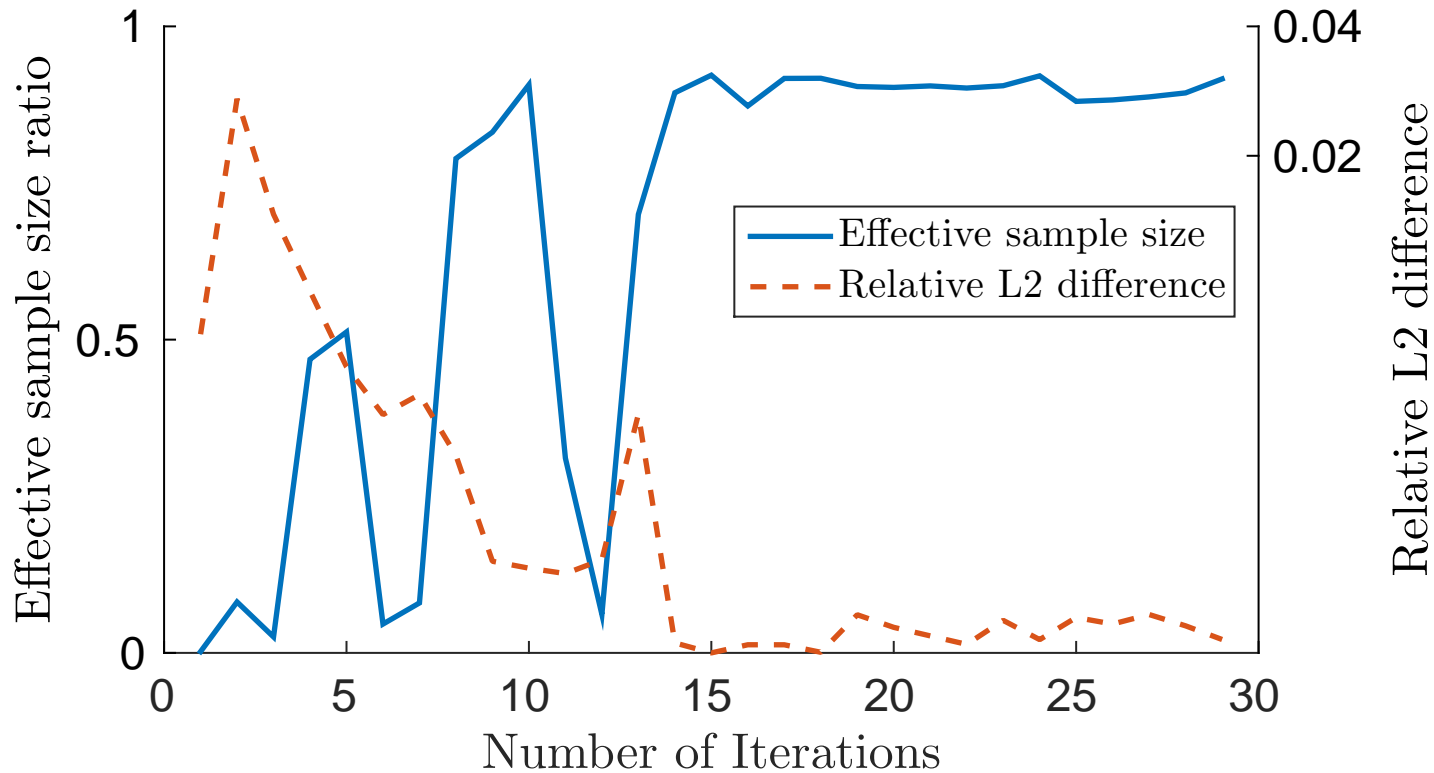 1
0.5
0
Effective sample size ratio
0.04
0.02
Relative L2 difference
Effective sample size
Relative L2 difference
0 5 10 15 20 25 30
Number of Iterations